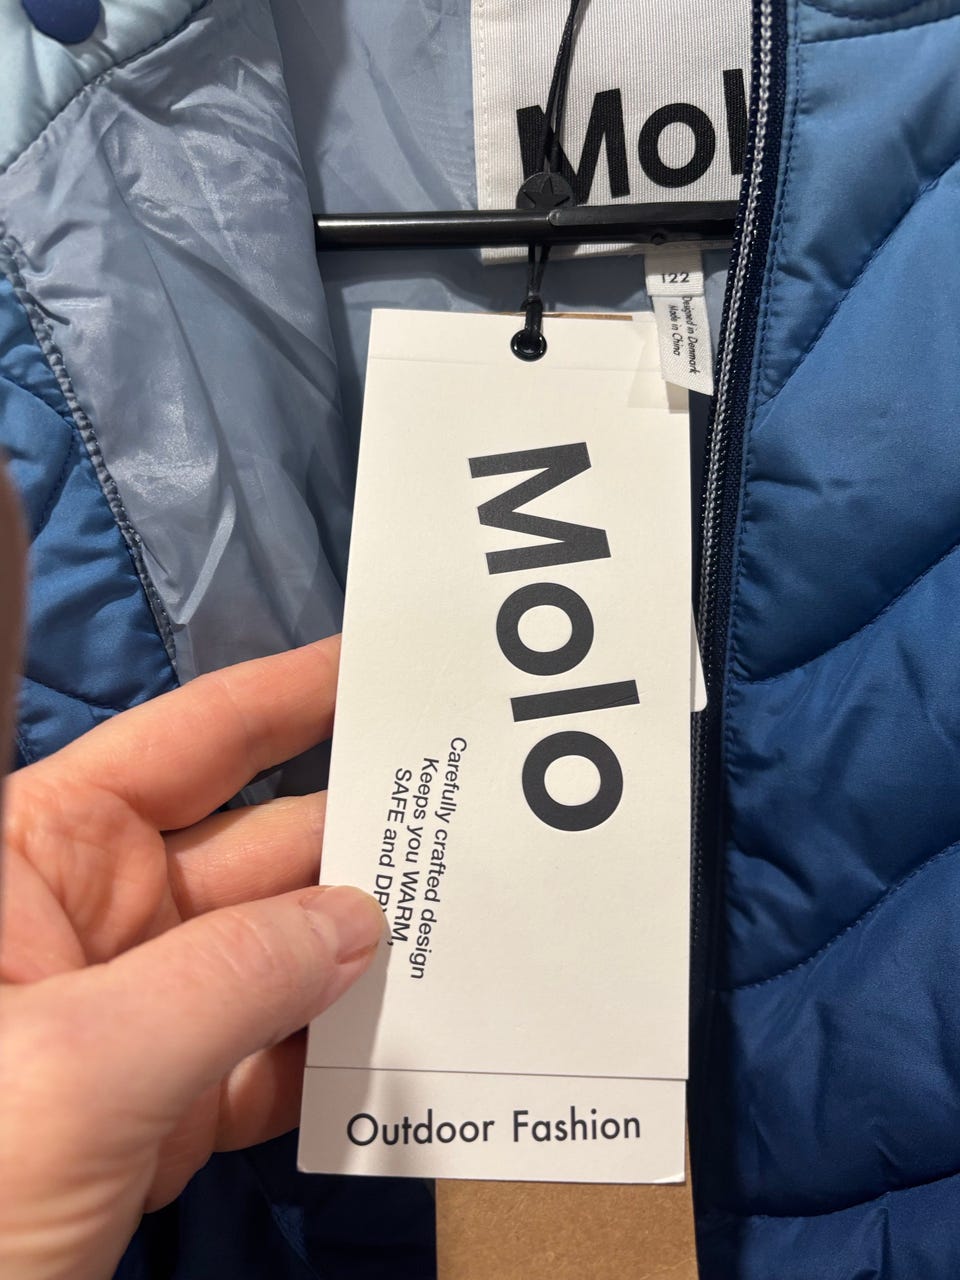 Molo
122
Designed in Denmark
Made in China
Molo
Carefully crafted design
Keeps you WARM,
SAFE and DRY,
Outdoor Fashion